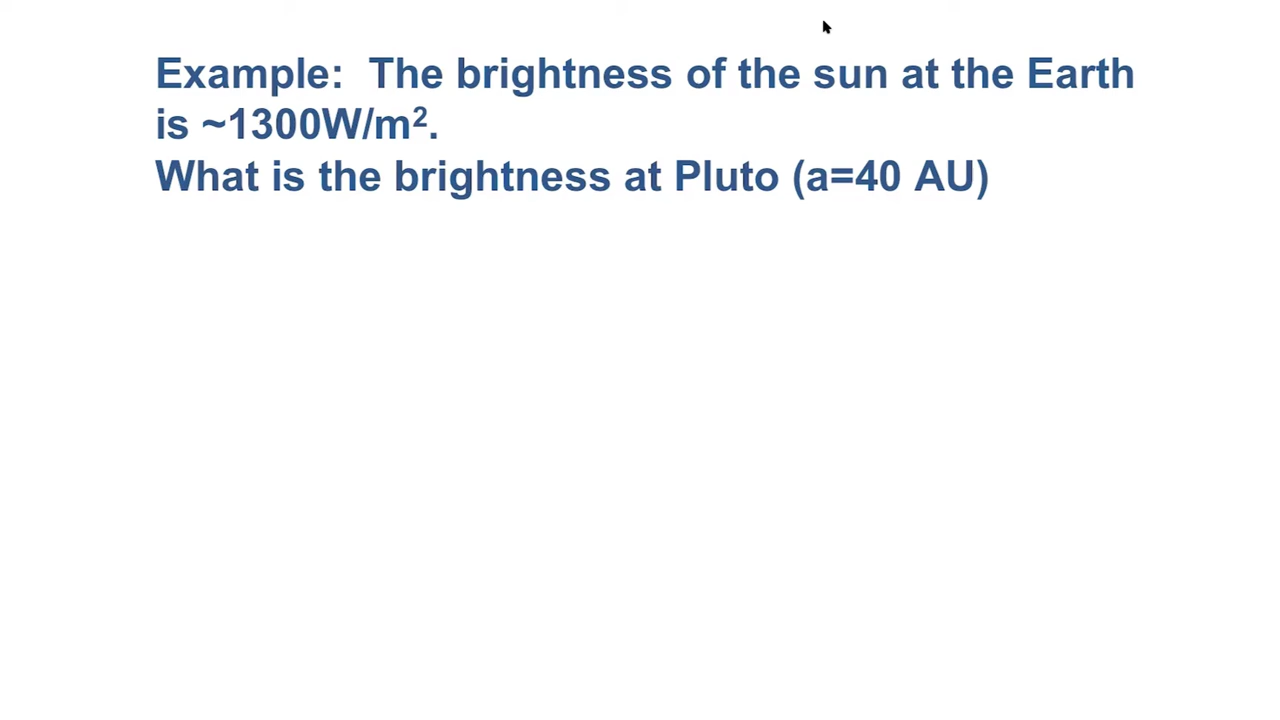 Example:  The brightness of the sun at the Earth
is ~1300W/m².
What is the brightness at Pluto (a=40 AU)